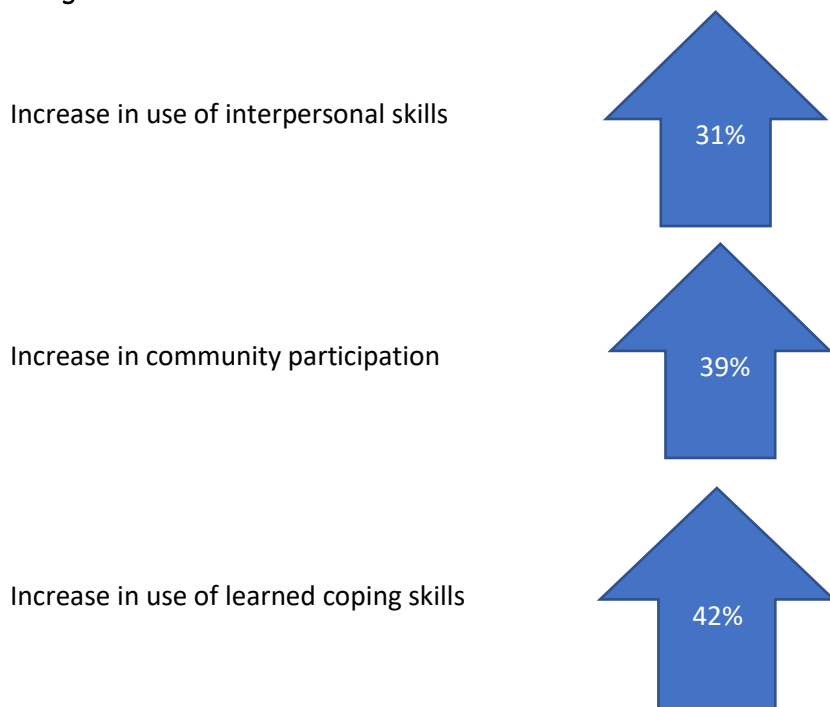 Increase in use of interpersonal skills
31%
Increase in community participation
39%
Increase in use of learned coping skills
42%